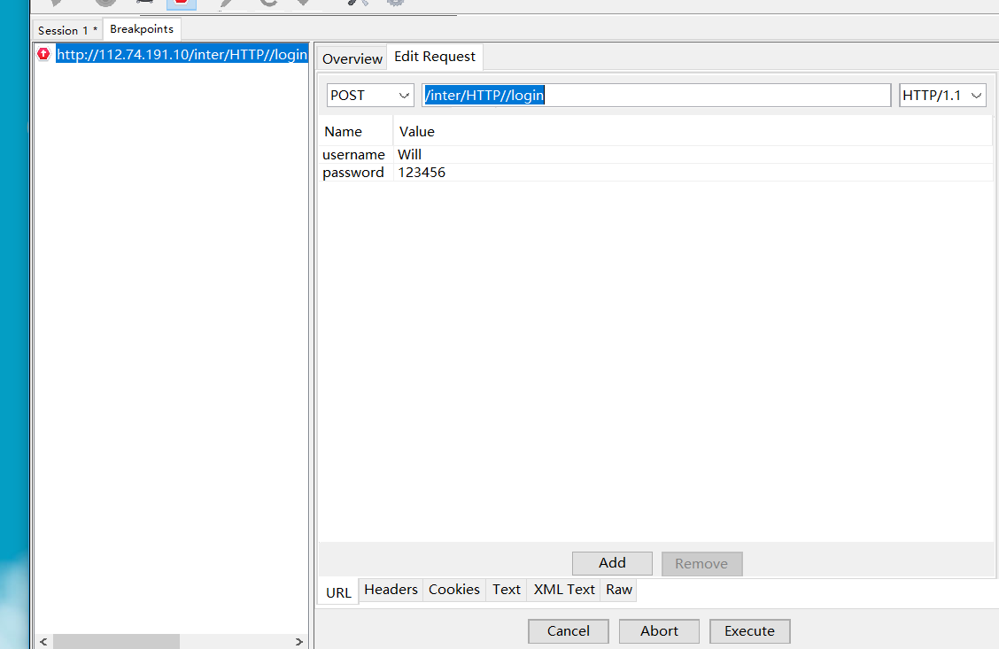 Session 1 * Breakpoints
http://112.74.191.10/inter/HTTP//login
Overview Edit Request
POST /inter/HTTP//login HTTP/1.1
Name Value
username Will
password 123456
Add Remove
URL Headers Cookies Text XML Text Raw
Cancel Abort Execute